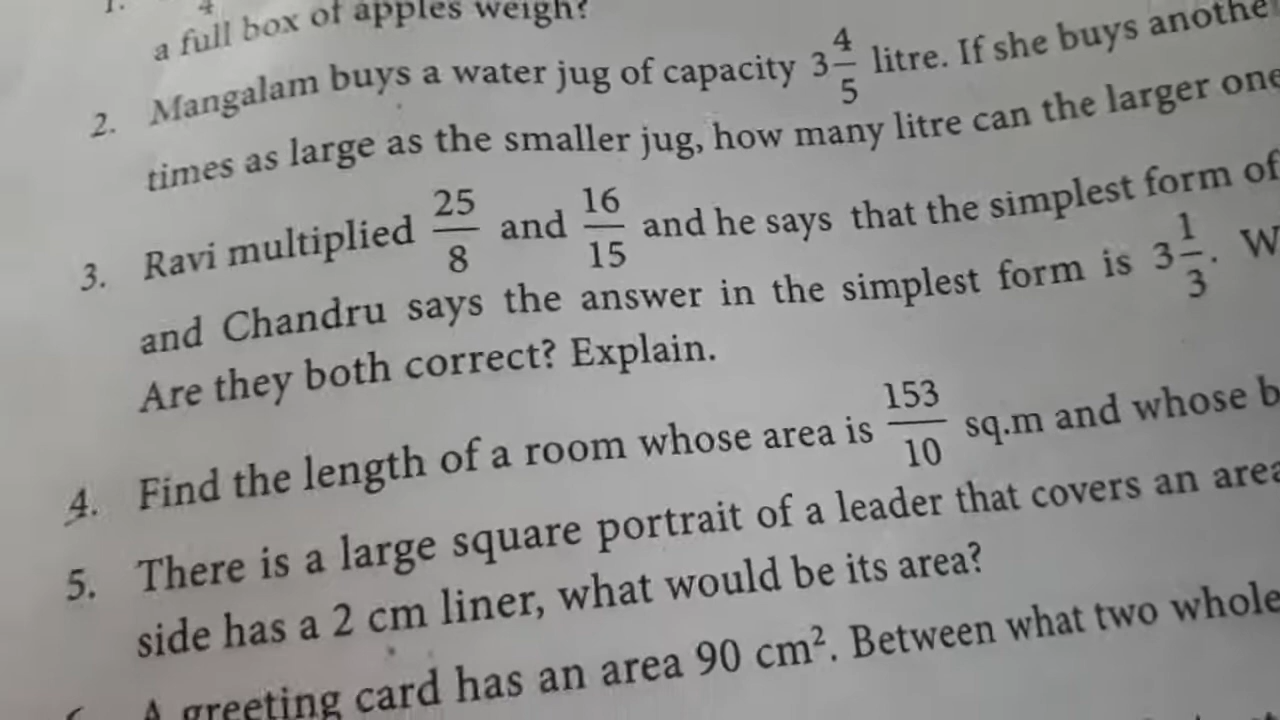 a full box of apples weigh?
2. Mangalam buys a water jug of capacity 3 4/5 litre. If she buys another
times as large as the smaller jug, how many litre can the larger one
3. Ravi multiplied 25/8 and 16/15 and he says that the simplest form of
and Chandru says the answer in the simplest form is 3 1/3. W
Are they both correct? Explain.
4. Find the length of a room whose area is 153/10 sq.m and whose b
5. There is a large square portrait of a leader that covers an area
side has a 2 cm liner, what would be its area?
A greeting card has an area 90 cm². Between what two whole